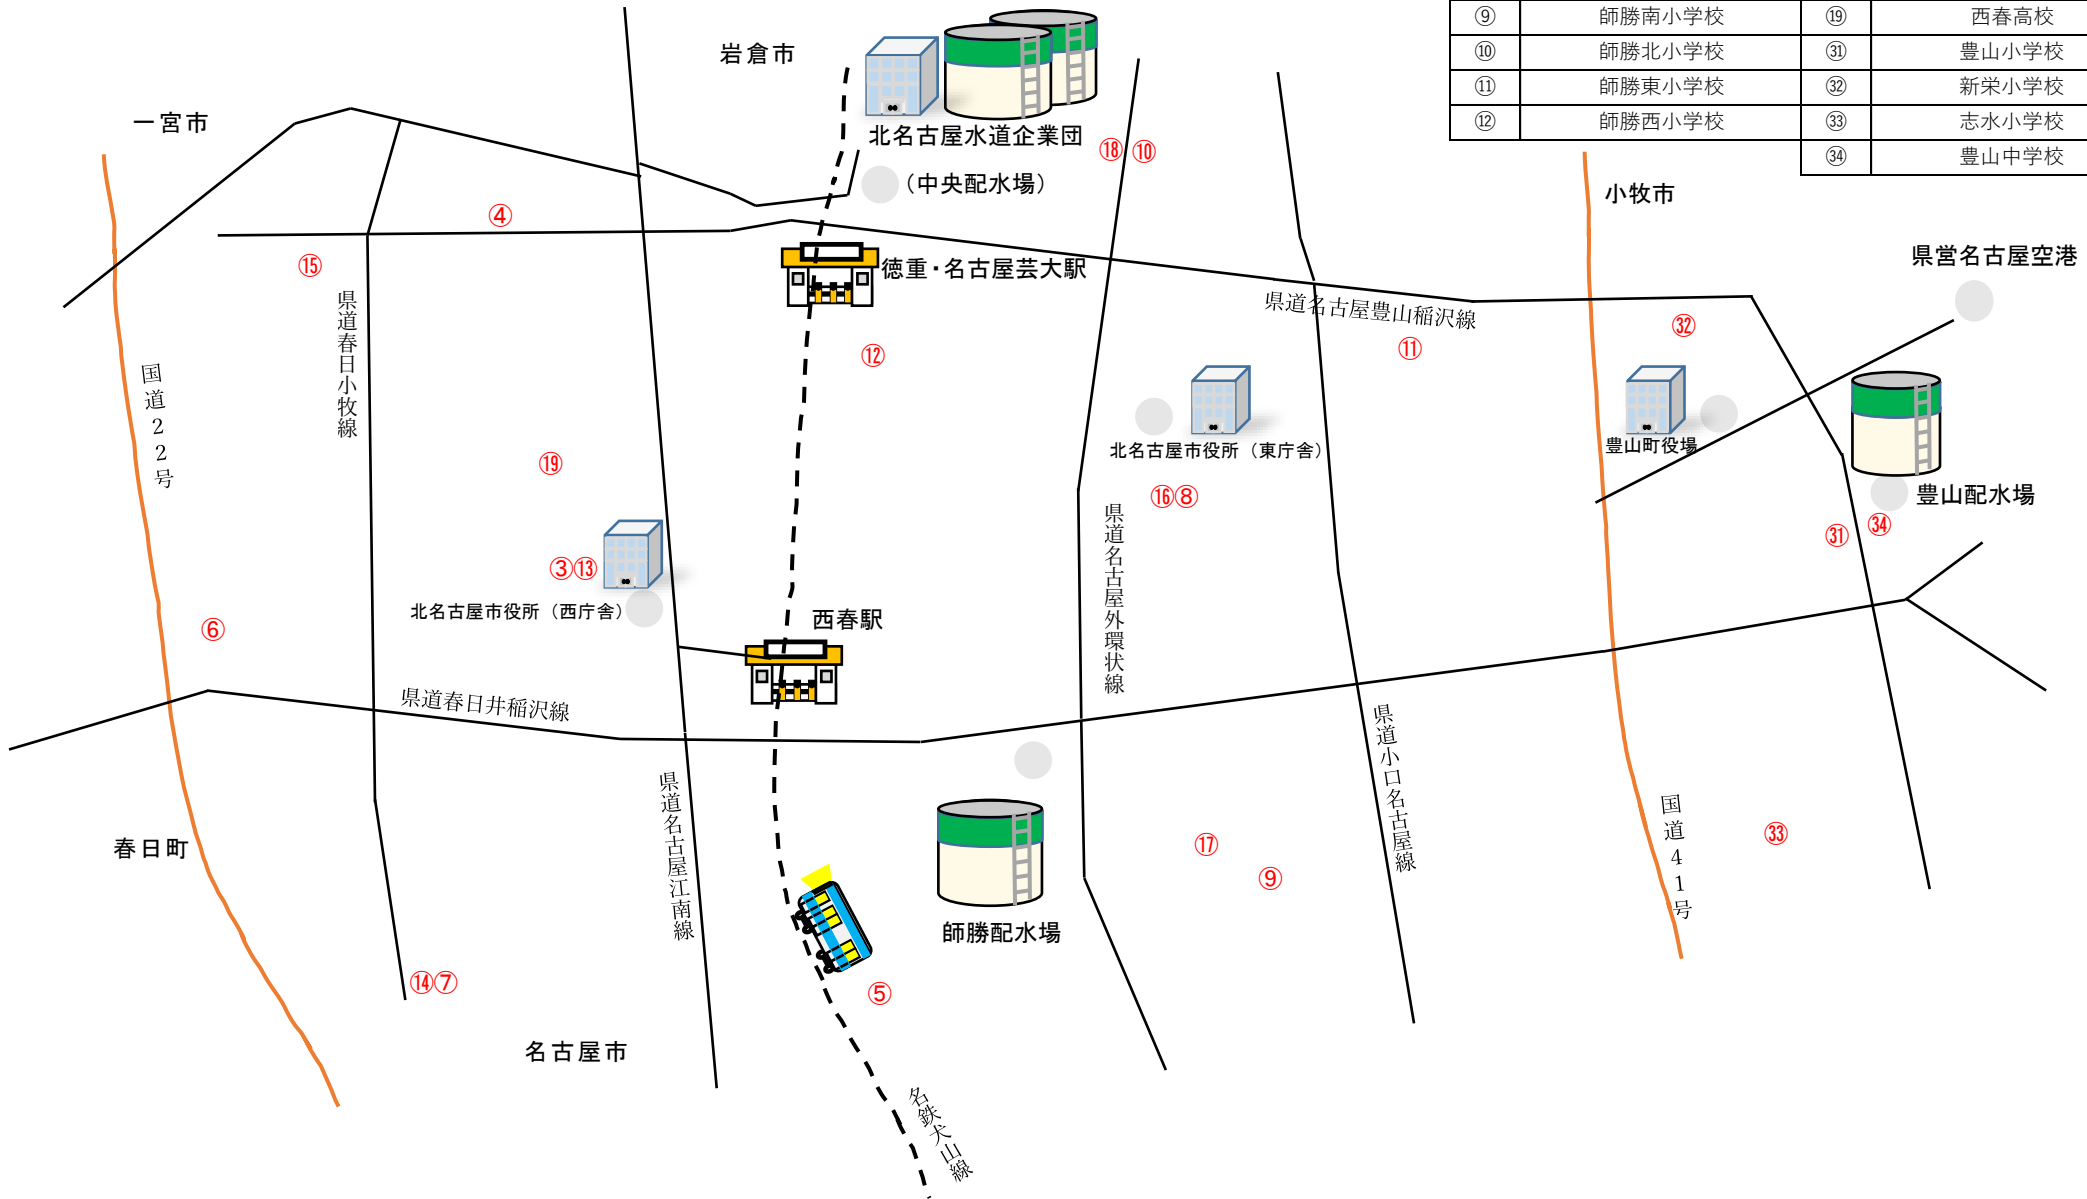 ⑨ 師勝南小学校 ⑲ 西春高校
⑩ 師勝北小学校 ㉛ 豊山小学校
⑪ 師勝東小学校 ㉜ 新栄小学校
⑫ 師勝西小学校 ㉝ 志水小学校
㉞ 豊山中学校
岩倉市
一宮市
北名古屋水道企業団
（中央配水場）
⑱ ⑩
小牧市
④
県営名古屋空港
⑮
徳重・名古屋芸大駅
県道春日小牧線
県道名古屋豊山稲沢線
㉜
⑪
⑫
国道22号
北名古屋市役所（東庁舎）
豊山町役場
⑲
⑯⑧
豊山配水場
㉛ ㉞
県道名古屋外環状線
③⑬
北名古屋市役所（西庁舎）
西春駅
⑥
県道春日井稲沢線
県道小口名古屋線
県道名古屋江南線
国道41号
春日町
⑰
㉝
⑨
師勝配水場
⑭⑦
⑤
名古屋市
名鉄犬山線